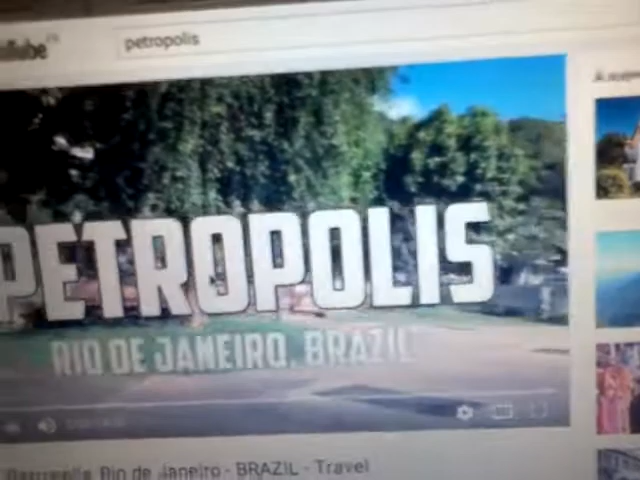 petropolis
PETROPOLIS
RIO DE JANEIRO, BRAZIL
Rio de Janeiro - BRAZIL - Travel